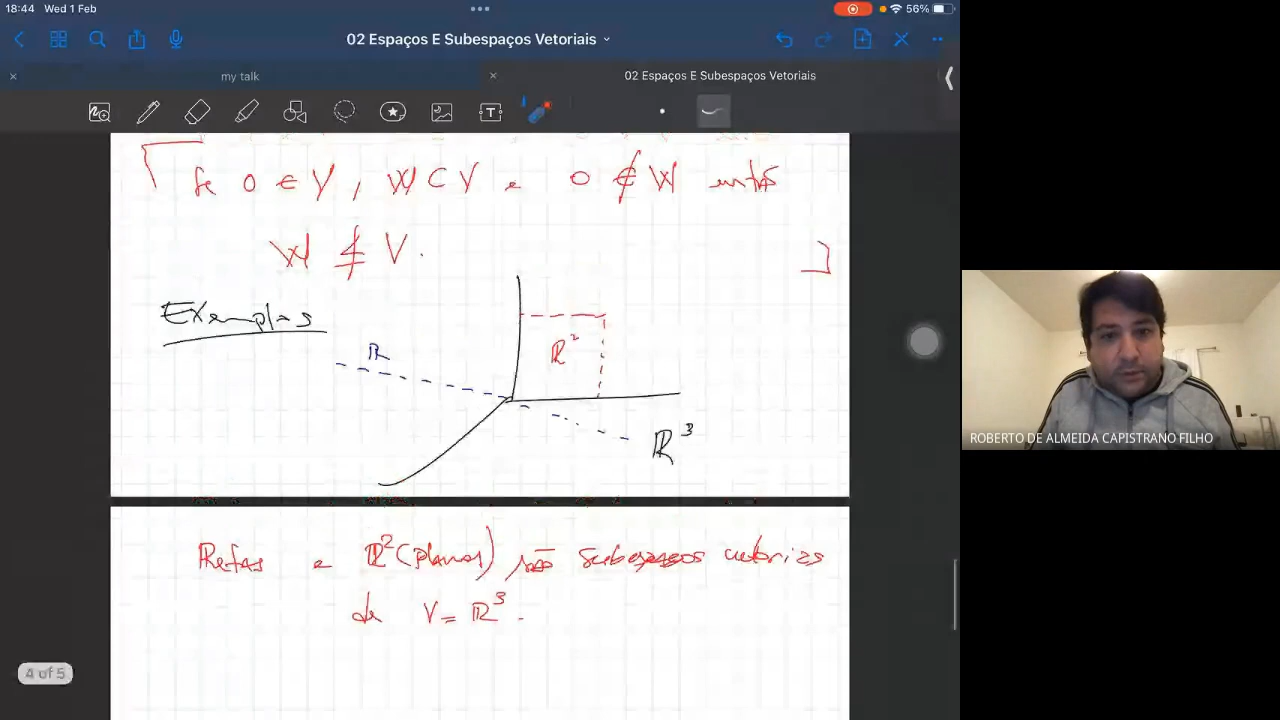 18:44 Wed 1 Feb
56%
02 Espaços E Subespaços Vetoriais
my talk
02 Espaços E Subespaços Vetoriais
T
Se 0 ∈ V, W ⊂ V e 0 ∉ W então
W ≰ V.
Exemplos
R
R²
R³
Retas e R² (planos) são subespaços vetoriais
de V = R³.
4 of 5
ROBERTO DE ALMEIDA CAPISTRANO FILHO